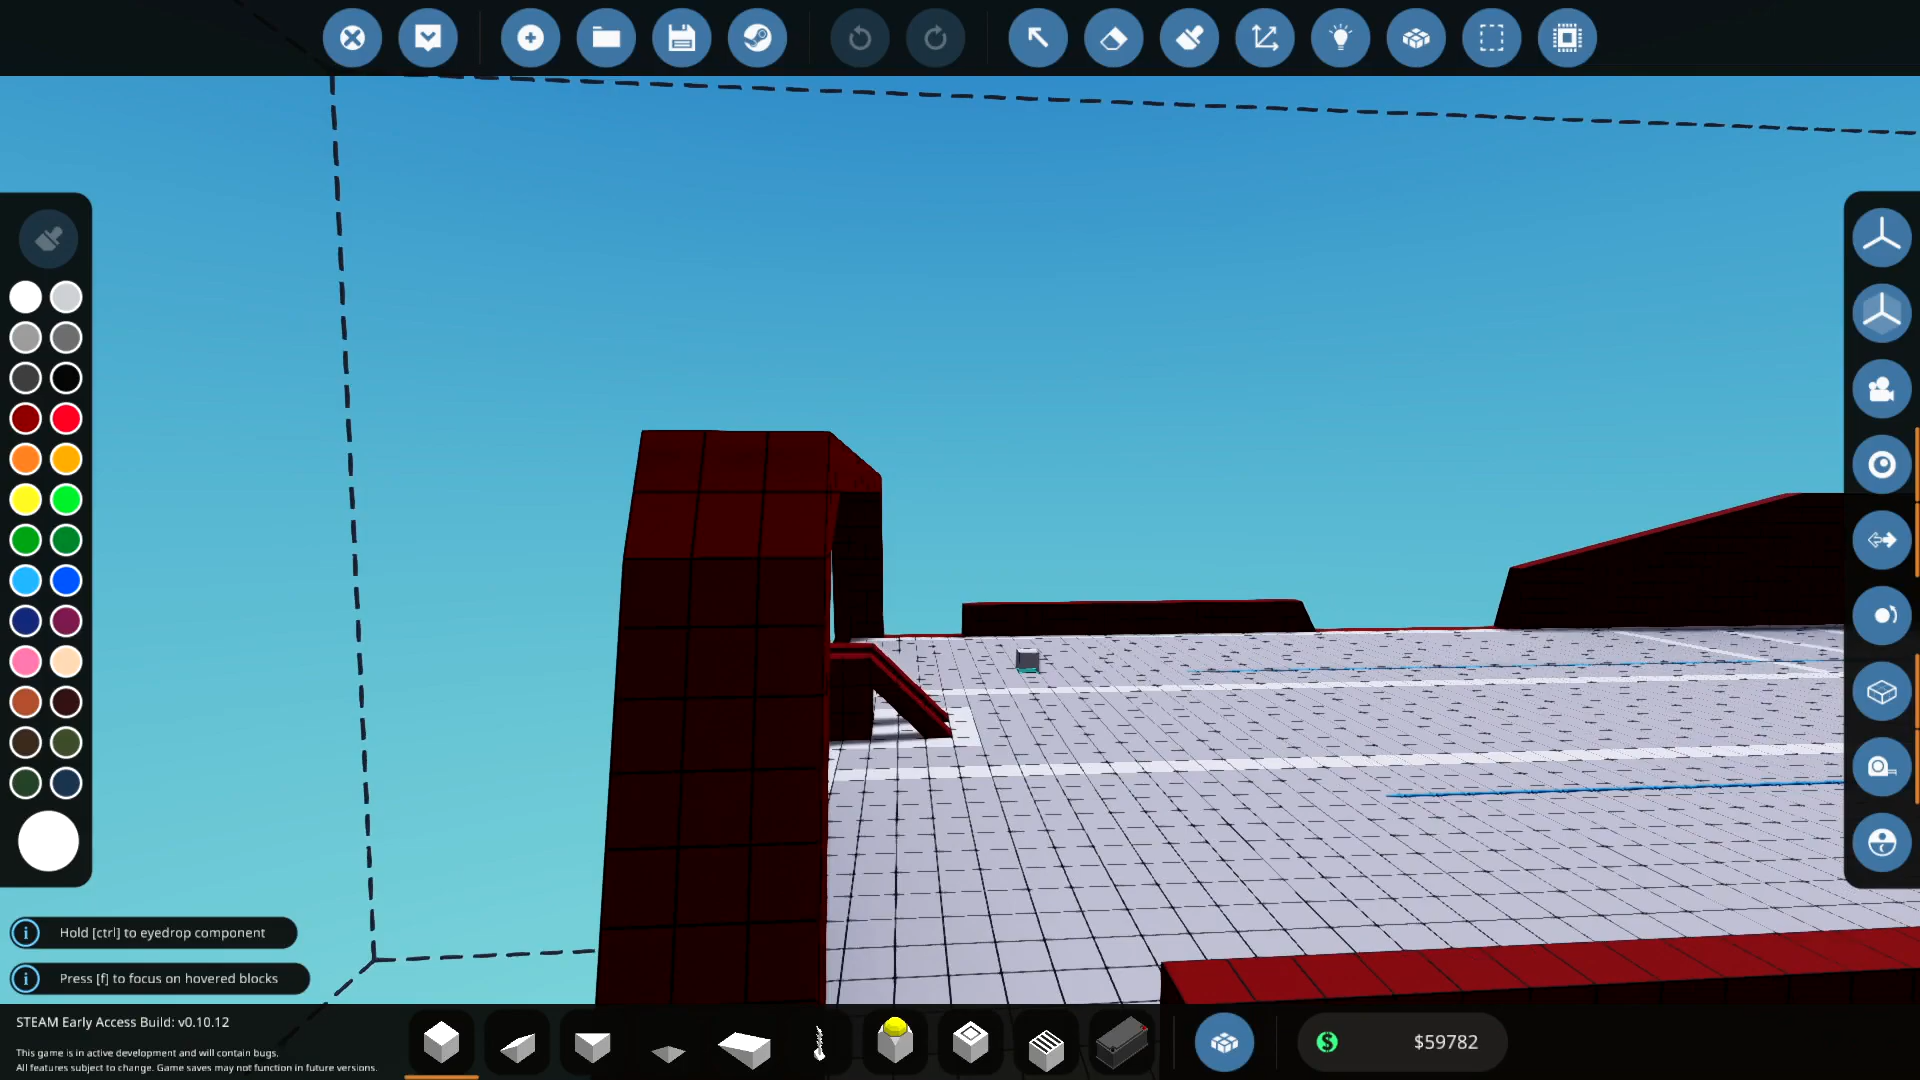 Hold [ctrl] to eyedrop component
Press [f] to focus on hovered blocks
STEAM Early Access Build: v0.10.12
This game is in active development and will contain bugs.
All features subject to change. Game saves may not function in future versions.
$59782